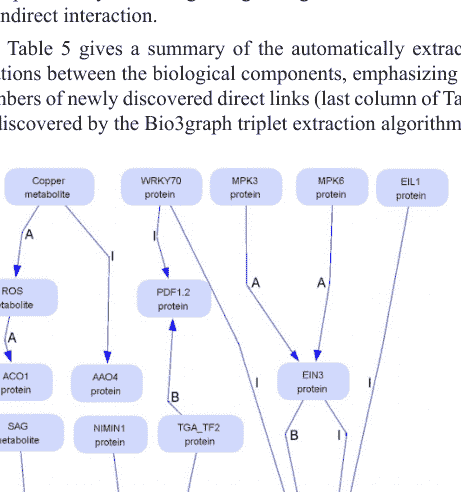 ndirect interaction.
Table 5 gives a summary of the automatically extrac
tions between the biological components, emphasizing
nbers of newly discovered direct links (last column of Ta
discovered by the Bio3graph triplet extraction algorithm
Copper metabolite
WRKY70 protein
MPK3 protein
MPK6 protein
EIL1 protein
A
I
I
A
A
ROS
tabolite
PDF1.2 protein
A
ACO1 protein
AAO4 protein
EIN3 protein
B
I
I
SAG
etabolite
NIMIN1 protein
TGA_TF2 protein
B
I